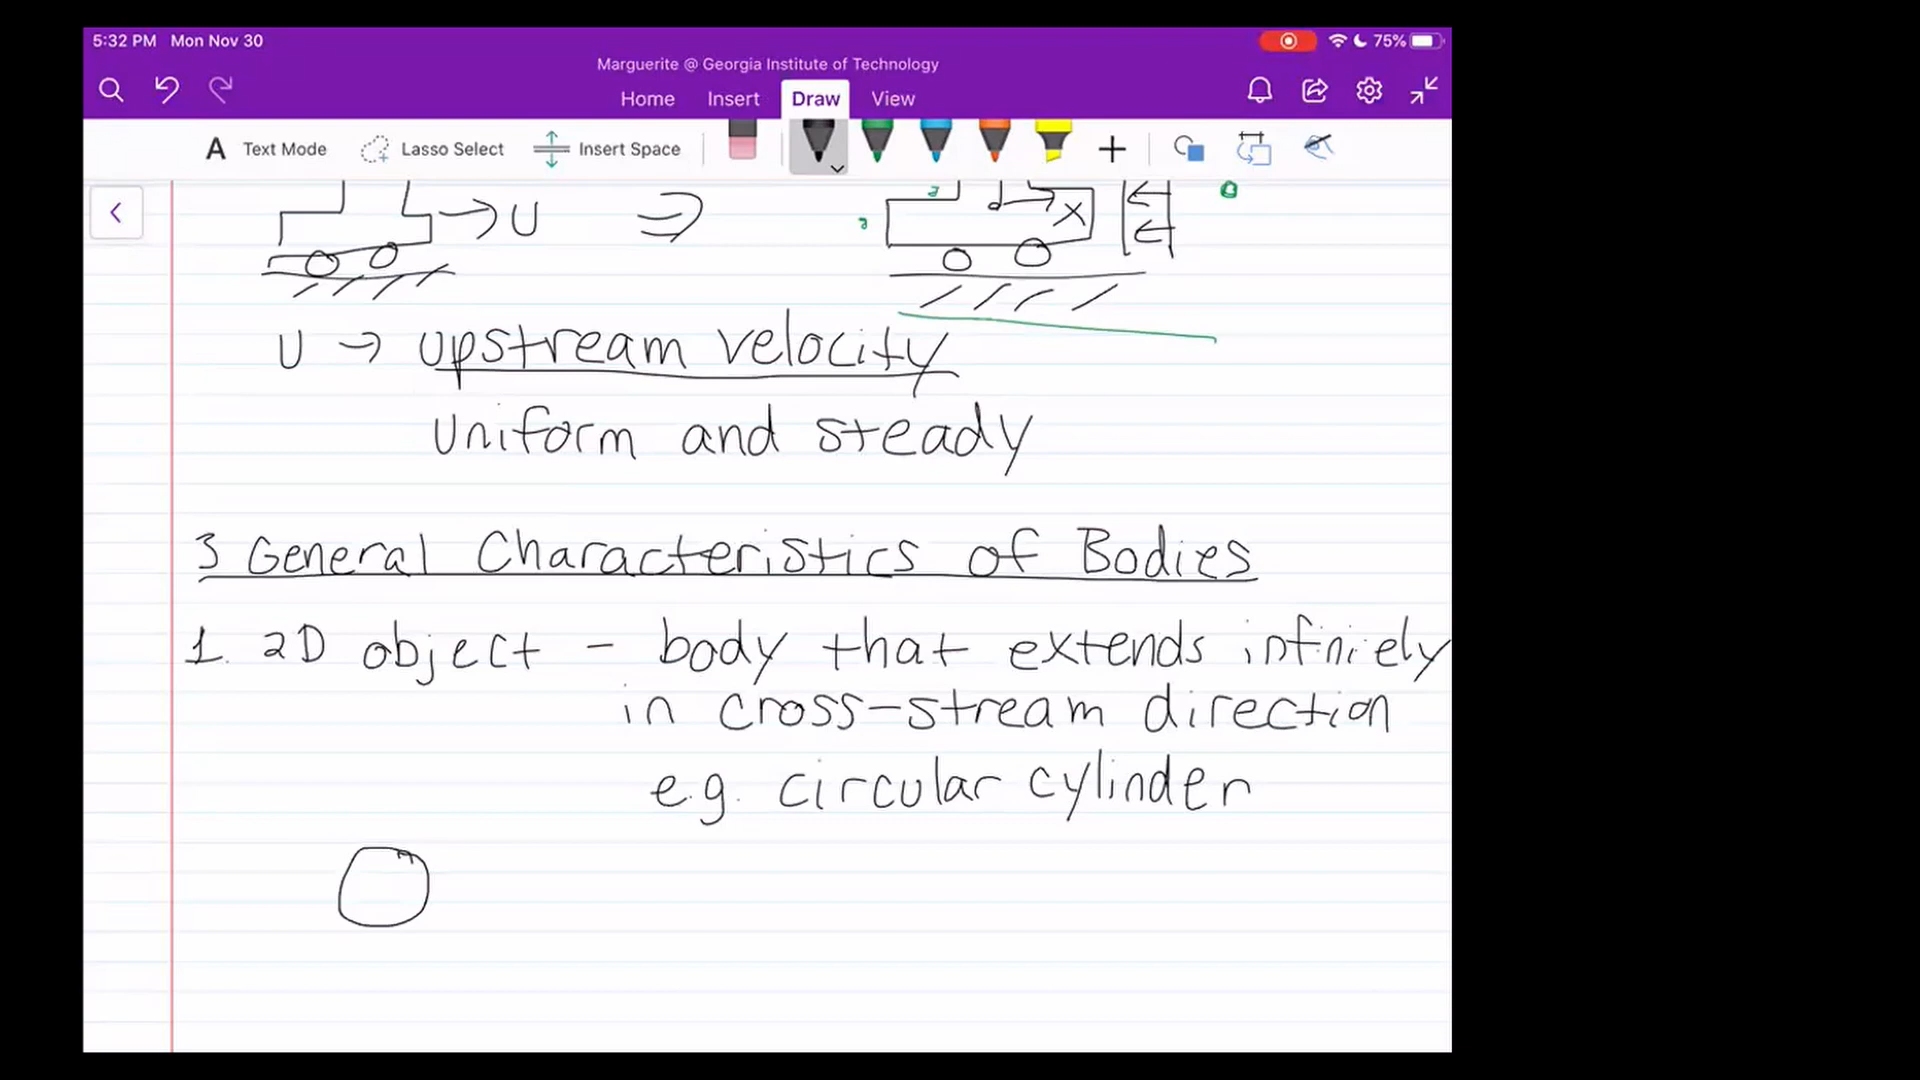 5:32 PM Mon Nov 30
75%
Marguerite @ Georgia Institute of Technology
Home Insert Draw View
A Text Mode Lasso Select Insert Space
→ U ⇒ X
U → upstream velocity
uniform and steady
3 General Characteristics of Bodies
1. 2D object - body that extends infiniely
in cross-stream direction
e.g. circular cylinder